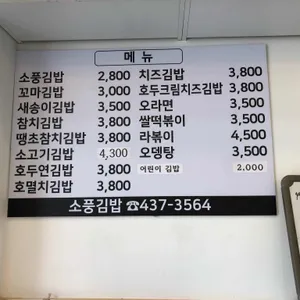 메 뉴
소풍김밥 2,800
꼬마김밥 3,000
새송이김밥 3,500
참치김밥 3,800
땡초참치김밥 3,800
소고기김밥 4,300
호두연김밥 3,800
호멸치김밥 3,800
치즈김밥 3,800
호두크림치즈김밥 3,800
오라면 3,500
쌀떡볶이 3,500
라볶이 4,500
오뎅탕 3,500
어린이 김밥 2,000
소풍김밥 ☎437-3564